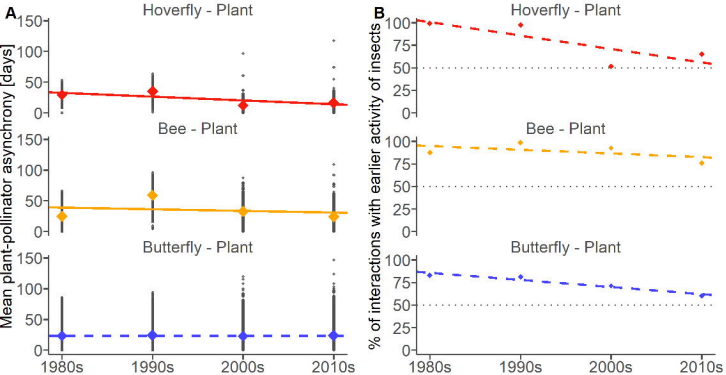 A
Mean plant-pollinator asynchrony [days]
Hoverfly - Plant
150
100
50
0
Bee - Plant
150
100
50
0
Butterfly - Plant
150
100
50
0
1980s 1990s 2000s 2010s
B
% of interactions with earlier activity of insects
Hoverfly - Plant
100
75
50
25
0
Bee - Plant
100
75
50
25
0
Butterfly - Plant
100
75
50
25
0
1980s 1990s 2000s 2010s